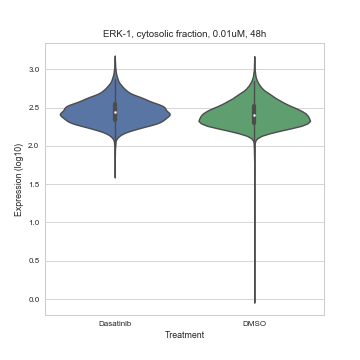 ERK-1, cytosolic fraction, 0.01uM, 48h
3.0
2.5
2.0
1.5
1.0
0.5
0.0
Expression (log10)
Dasatinib DMSO
Treatment